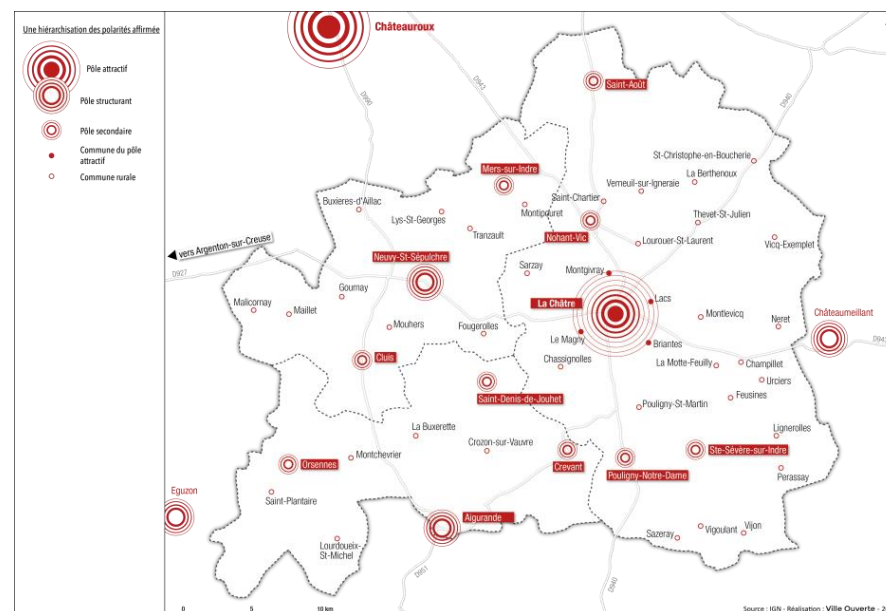 Une hiérarchisation des polarités affirmée
Pôle attractif
Pôle structurant
Pôle secondaire
Commune du pôle
attractif
Commune rurale
Châteauroux
Saint-Août
D990
D943
D940
St-Christophe-en-Boucherie
Mers-sur-Indre
La Berthenoux
Verneuil-sur-Igneraie
Saint-Chartier
Buxieres-d'Aillac
Lys-St-Georges
Montipouret
Thevet-St-Julien
Tranzault
Nohant-Vic
Lourouer-St-Laurent
Vicq-Exemplet
vers Argenton-sur-Creuse
Neuvy-St-Sépulchre
Sarzay
Montgivray
D927
Gournay
La Châtre
Lacs
Malicornay
Maillet
Montlevicq
Neret
Châteaumeillant
Mouhers
Fougerolles
Le Magny
Briantes
Cluis
Chassignolles
La Motte-Feuilly
Champillet
Urciers
Saint-Denis-de-Jouhet
Feusines
Pouligny-St-Martin
La Buxerette
Lignerolles
Crozon-sur-Vauvre
Ste-Sévère-sur-Indre
Orsennes
Montchevrier
Crevant
Pouligny-Notre-Dame
Perassay
Eguzon
Saint-Plantaire
Aigurande
Vigoulant
Vijon
Sazeray
Lourdoueix-
St-Michel
D951
D940
0 5 10 km
Source : IGN - Réalisation : Ville Ouverte